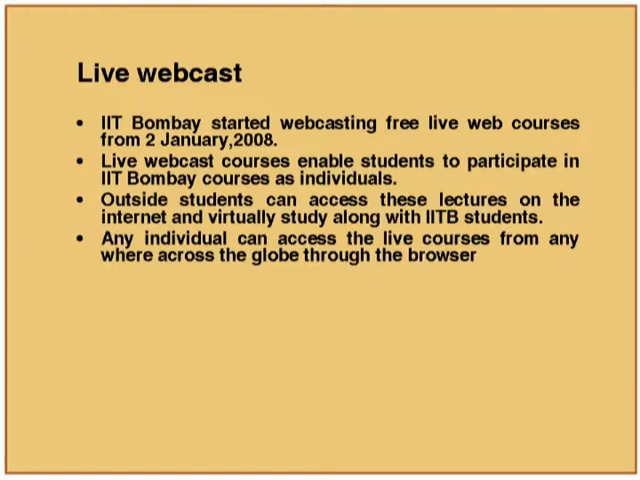 Live webcast
• IIT Bombay started webcasting free live web courses
from 2 January,2008.
• Live webcast courses enable students to participate in
IIT Bombay courses as individuals.
• Outside students can access these lectures on the
internet and virtually study along with IITB students.
• Any individual can access the live courses from any
where across the globe through the browser